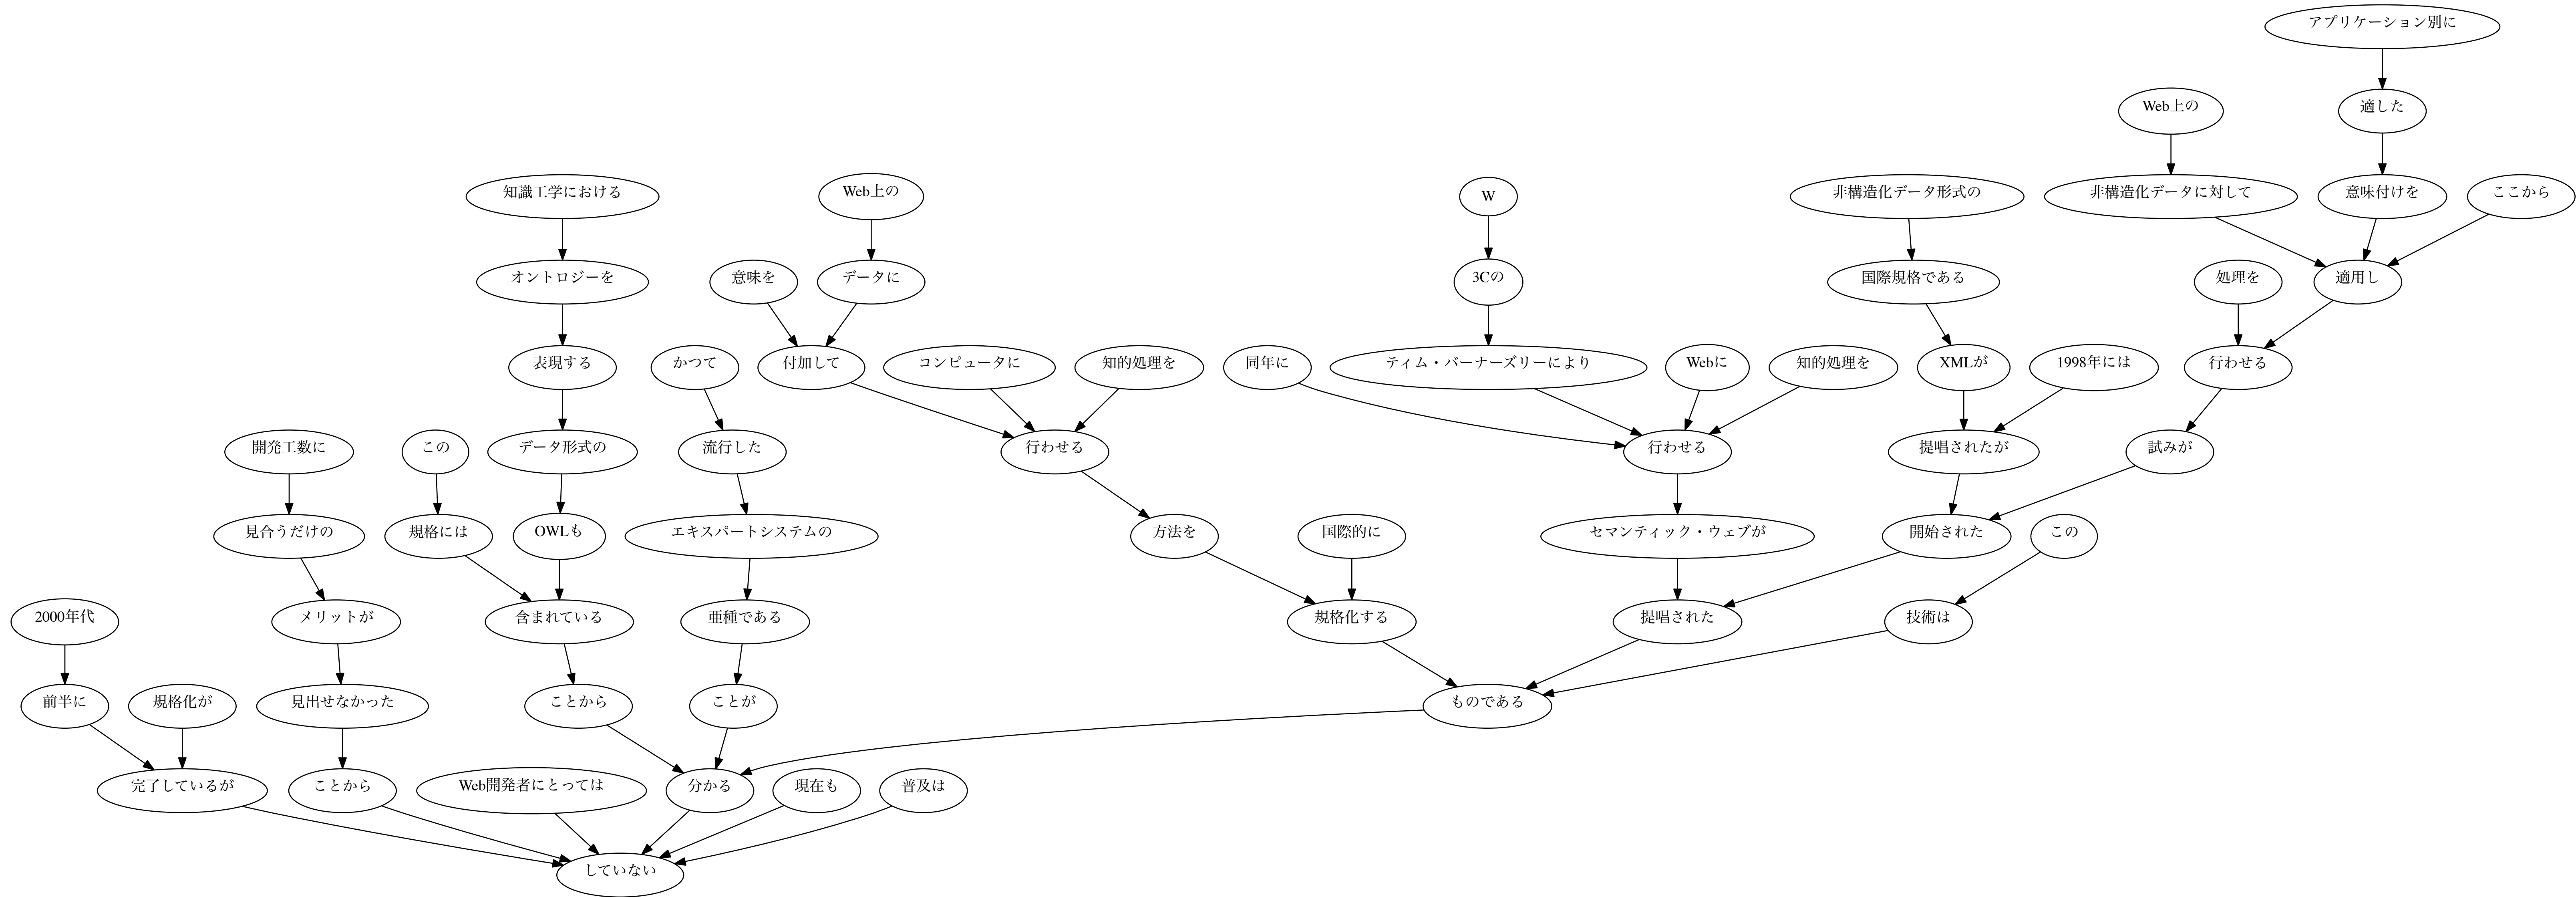 アプリケーション別に
Web上の
適した
知識工学における
Web上の
W
非構造化データ形式の
非構造化データに対して
意味付けを
ここから
オントロジーを
意味を
データに
3Cの
国際規格である
処理を
適用し
表現する
かつて
付加して
コンピュータに
知的処理を
同年に
ティム・バーナーズリーにより
Webに
知的処理を
XMLが
1998年には
行わせる
開発工数に
この
データ形式の
流行した
行わせる
行わせる
提唱されたが
試みが
見合うだけの
規格には
OWLも
エキスパートシステムの
方法を
国際的に
セマンティック・ウェブが
開始された
この
2000年代
メリットが
含まれている
亜種である
規格化する
提唱された
技術は
前半に
規格化が
見出せなかった
ことから
ことが
ものである
完了しているが
ことから
Web開発者にとっては
分かる
現在も
普及は
していない